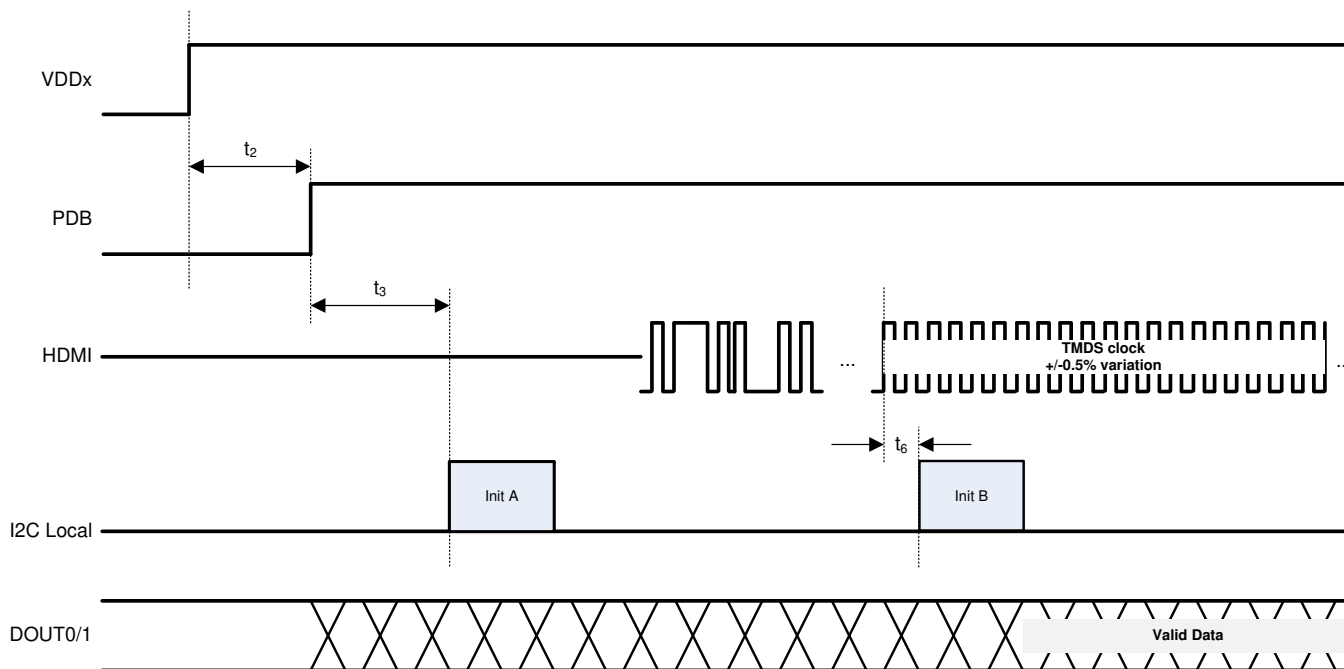 VDDx
t₂
PDB
t₃
HDMI
...
TMDS clock
+/-0.5% variation
..
t₆
Init A
Init B
I2C Local
DOUT0/1
Valid Data